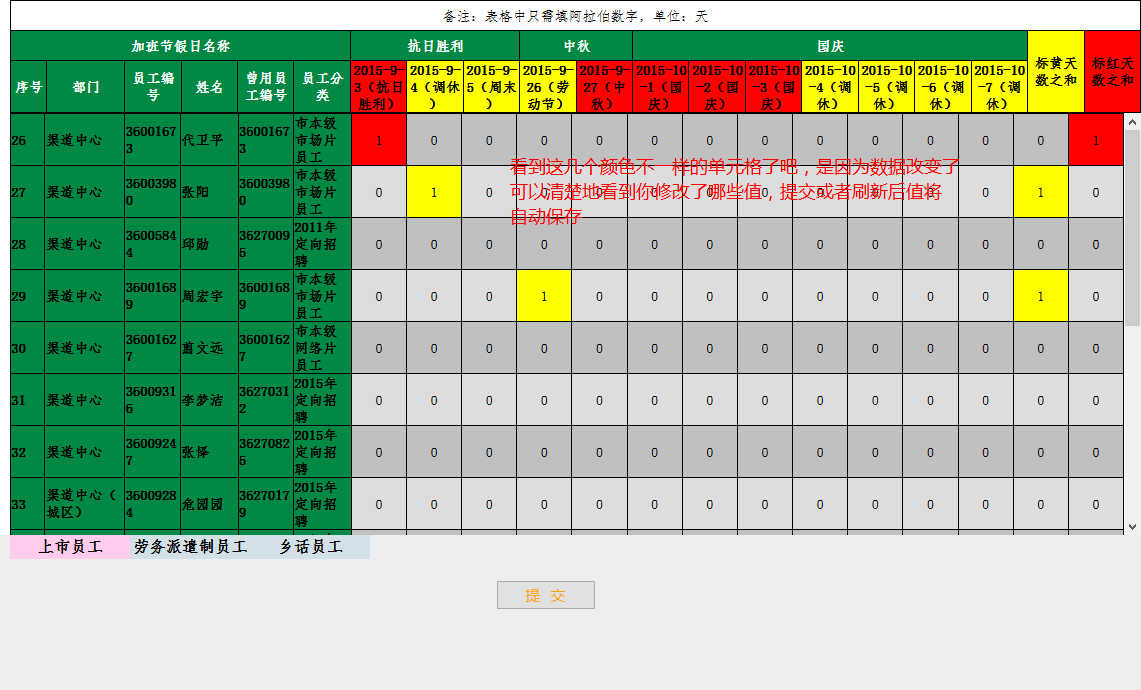 备注：表格中只需填阿拉伯数字，单位：天
加班节假日名称 抗日胜利 中秋 国庆 标黄天数之和 标红天数之和
序号 部门 员工编号 姓名 曾用员工编号 员工分类 2015-9-3（抗日胜利） 2015-9-4（调休） 2015-9-5（周末） 2015-9-26（劳动节） 2015-9-27（中秋） 2015-10-1（国庆） 2015-10-2（国庆） 2015-10-3（国庆） 2015-10-4（调休） 2015-10-5（调休） 2015-10-6（调休） 2015-10-7（调休）
26 渠道中心 36001673 代卫平 36001673 市本级市场片员工 1 0 0 0 0 0 0 0 0 0 0 0 0 1
看到这几个颜色不一样的单元格了吧，是因为数据改变了
27 渠道中心 36003980 张阳 36003980 市本级市场片员工 0 1 0 0 0 0 0 0 0 0 0 0 1 0
可以清楚地看到你修改了哪些值，提交或者刷新后值将
自动保存
28 渠道中心 36005844 邱勋 36270095 2011年定向招聘 0 0 0 0 0 0 0 0 0 0 0 0 0 0
29 渠道中心 36001689 周宏宇 36001689 市本级市场片员工 0 0 0 1 0 0 0 0 0 0 0 0 1 0
30 渠道中心 36001627 翦文远 36001627 市本级网络片员工 0 0 0 0 0 0 0 0 0 0 0 0 0 0
31 渠道中心 36009316 李梦洁 36270312 2015年定向招聘 0 0 0 0 0 0 0 0 0 0 0 0 0 0
32 渠道中心 36009247 张怿 36270825 2015年定向招聘 0 0 0 0 0 0 0 0 0 0 0 0 0 0
33 渠道中心（城区） 36009284 危园园 36270179 2015年定向招聘 0 0 0 0 0 0 0 0 0 0 0 0 0 0
上市员工 劳务派遣制员工 乡话员工
提 交